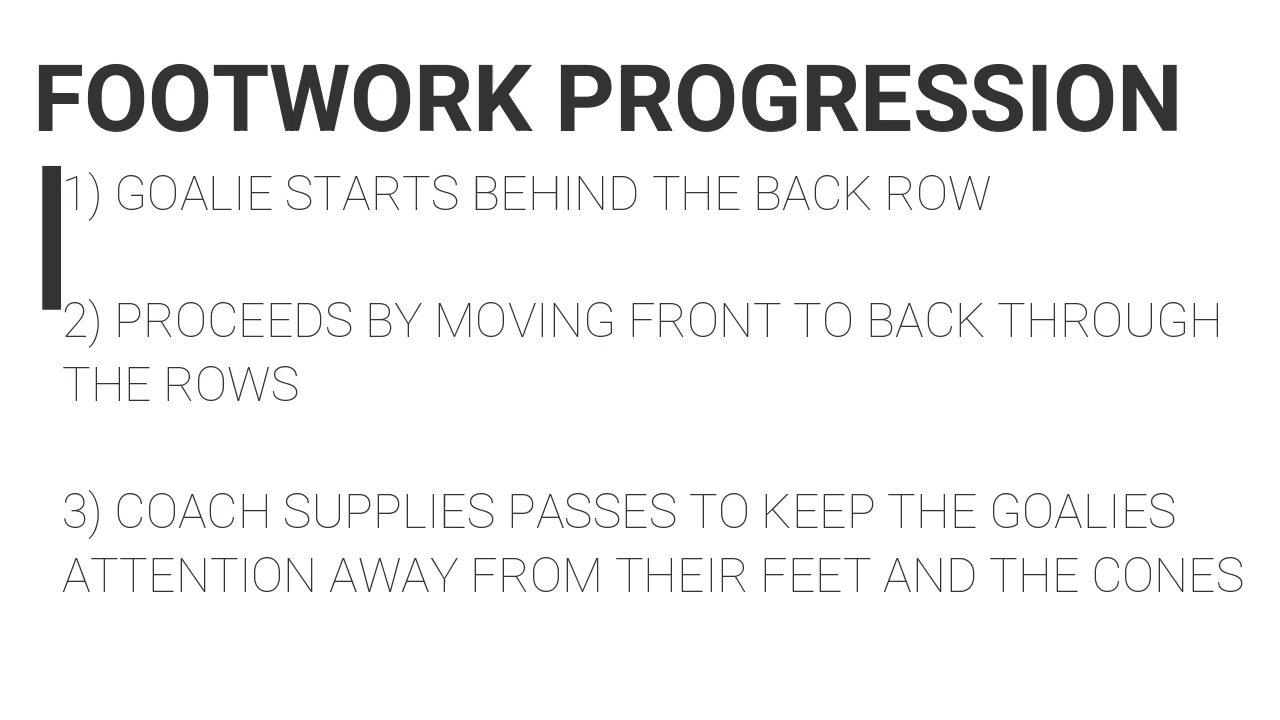 FOOTWORK PROGRESSION
1) GOALIE STARTS BEHIND THE BACK ROW
2) PROCEEDS BY MOVING FRONT TO BACK THROUGH
THE ROWS
3) COACH SUPPLIES PASSES TO KEEP THE GOALIES
ATTENTION AWAY FROM THEIR FEET AND THE CONES